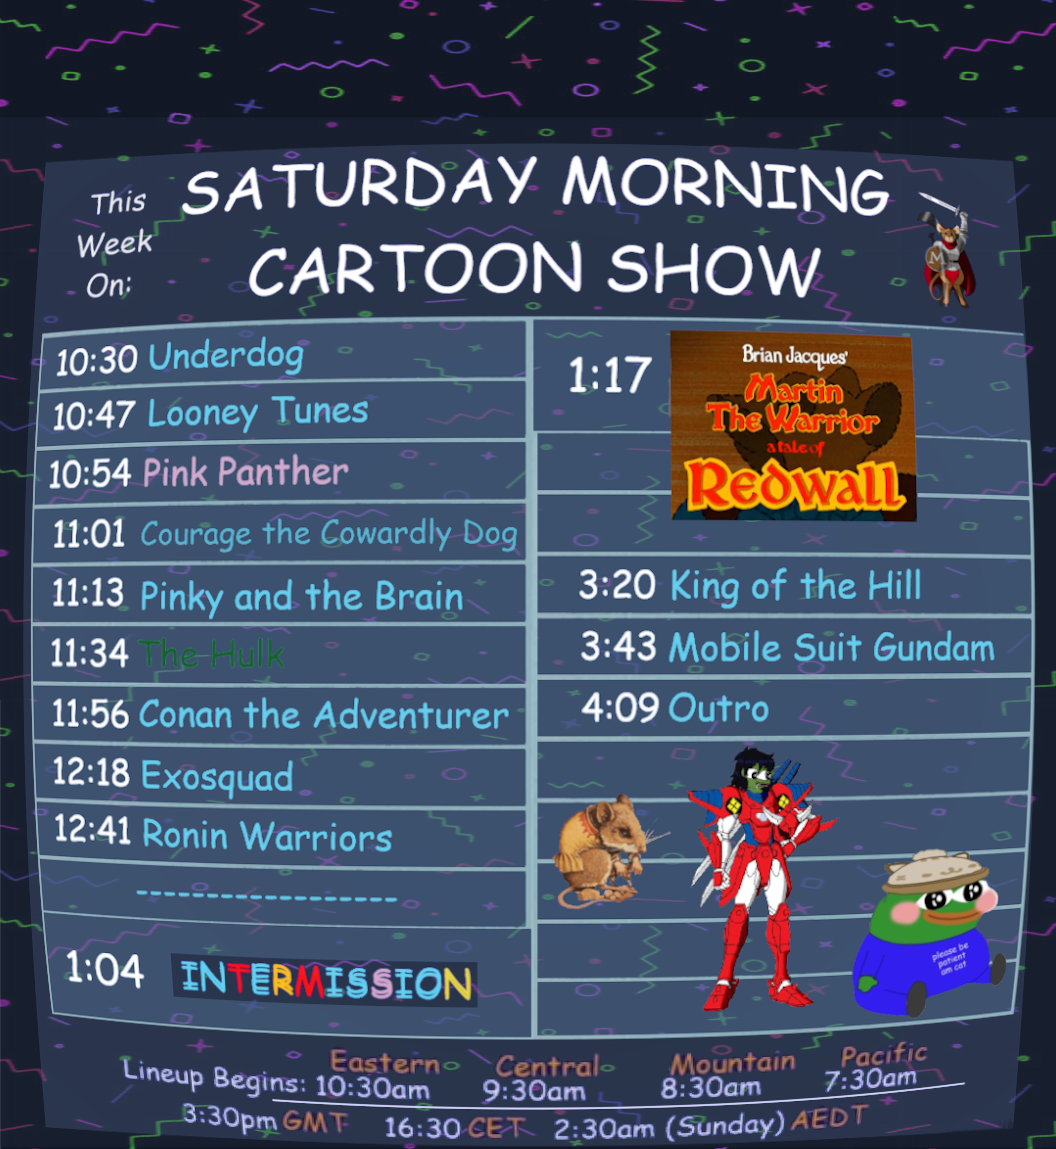 This
Week
On:
SATURDAY MORNING
CARTOON SHOW
M
10:30 Underdog
10:47 Looney Tunes
10:54 Pink Panther
11:01 Courage the Cowardly Dog
11:13 Pinky and the Brain
11:34 The Hulk
11:56 Conan the Adventurer
12:18 Exosquad
12:41 Ronin Warriors
------------------
1:04 INTERMISSION
1:17
Brian Jacques'
Martin
The Warrior
a tale of
Redwall
3:20 King of the Hill
3:43 Mobile Suit Gundam
4:09 Outro
please be
patient
am cat
Eastern Central Mountain Pacific
Lineup Begins: 10:30am 9:30am 8:30am 7:30am
3:30pm GMT 16:30 CET 2:30am (Sunday) AEDT